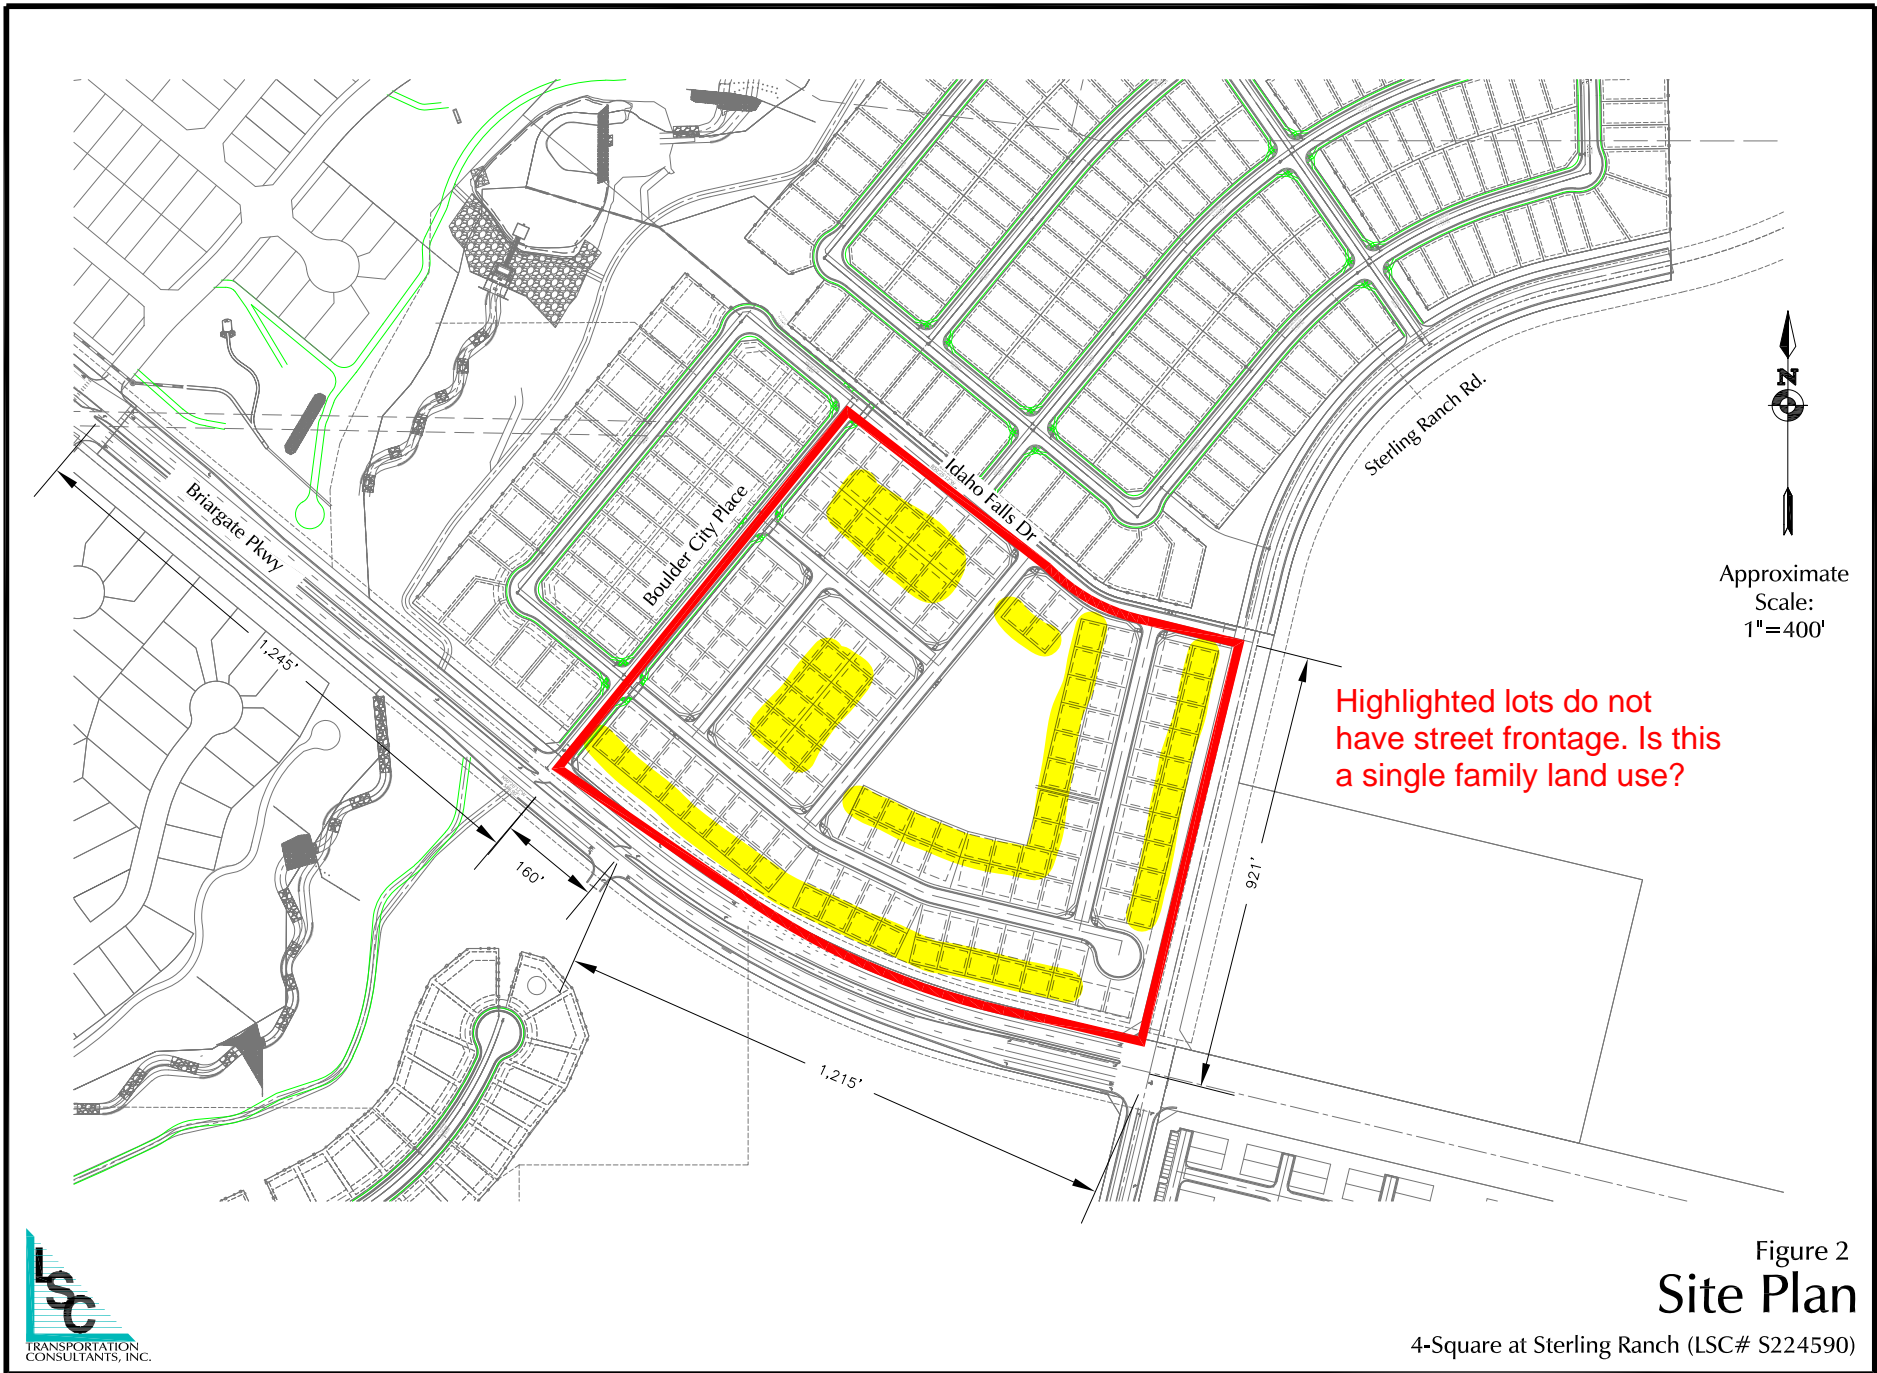 Idaho Falls Dr
Sterling Ranch Rd.
Briargate Pkwy
Boulder City Place
N
Approximate
Scale:
1"=400'
1,245'
160'
921'
1,215'
Highlighted lots do not
have street frontage. Is this
a single family land use?
LSC
TRANSPORTATION
CONSULTANTS, INC.
Figure 2
Site Plan
4-Square at Sterling Ranch (LSC# S224590)